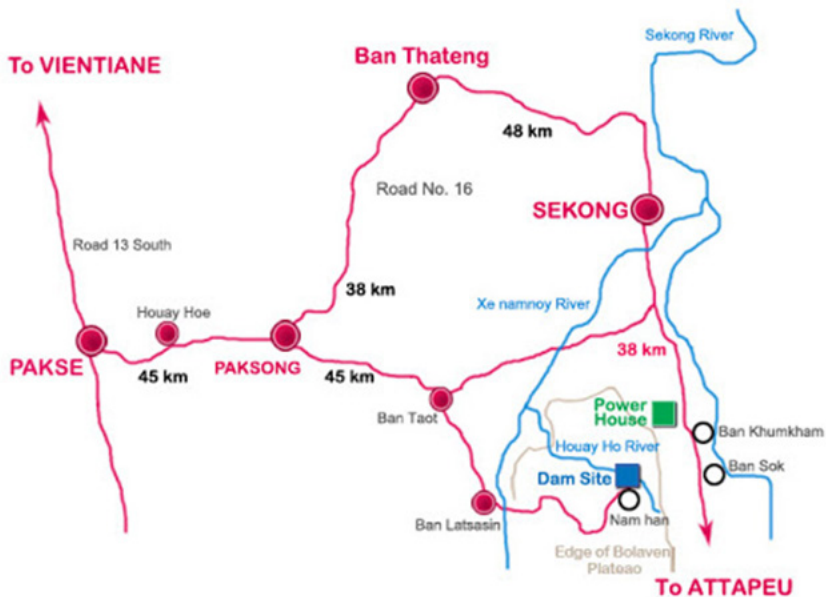 Sekong River
Ban Thateng
To VIENTIANE
48 km
Road No. 16
SEKONG
Road 13 South
38 km
Xe namnoy River
Houay Hoe
PAKSE
45 km
PAKSONG
45 km
38 km
Ban Taot
Power
House
Ban Khumkham
Houay Ho River
Ban Sok
Dam Site
Ban Latsasin
Nam han
Edge of Bolaven
Plateao
To ATTAPEU